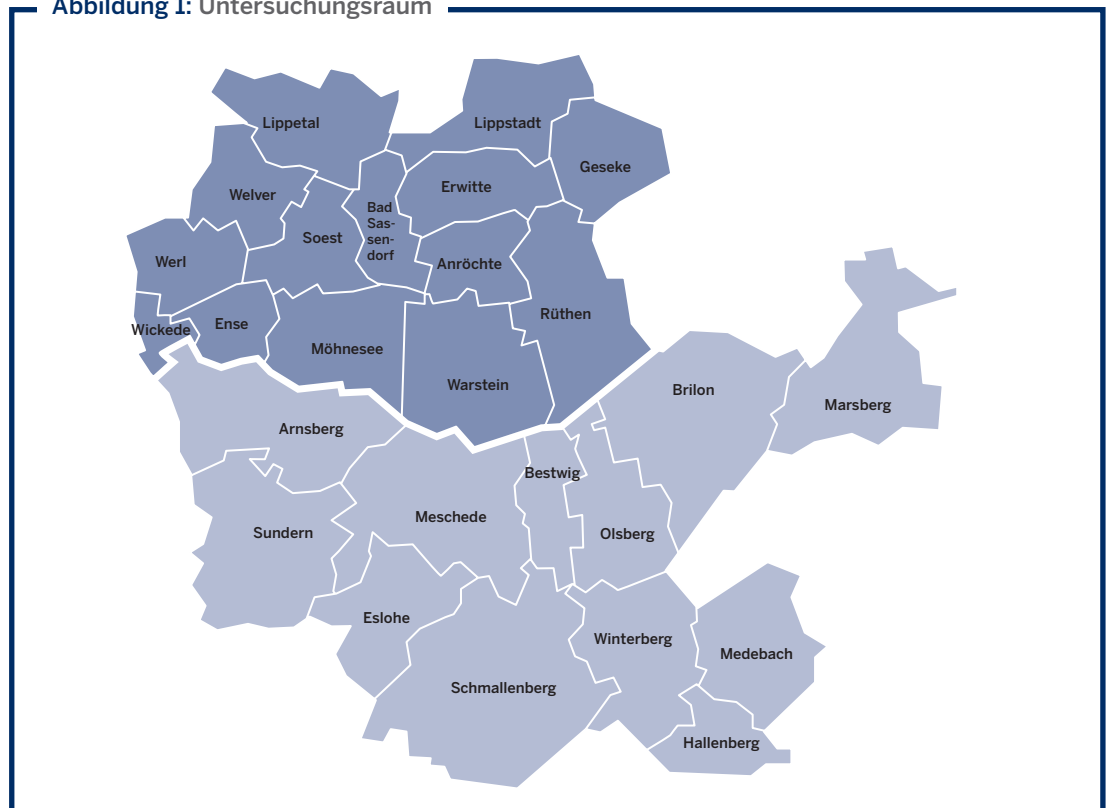 Abbildung 1: Untersuchungsraum
Lippetal
Lippstadt
Geseke
Erwitte
Welver
Bad
Sas-
sen-
dorf
Soest
Werl
Anröchte
Rüthen
Wickede
Ense
Möhnesee
Warstein
Brilon
Marsberg
Arnsberg
Bestwig
Meschede
Sundern
Olsberg
Eslohe
Winterberg
Medebach
Schmallenberg
Hallenberg